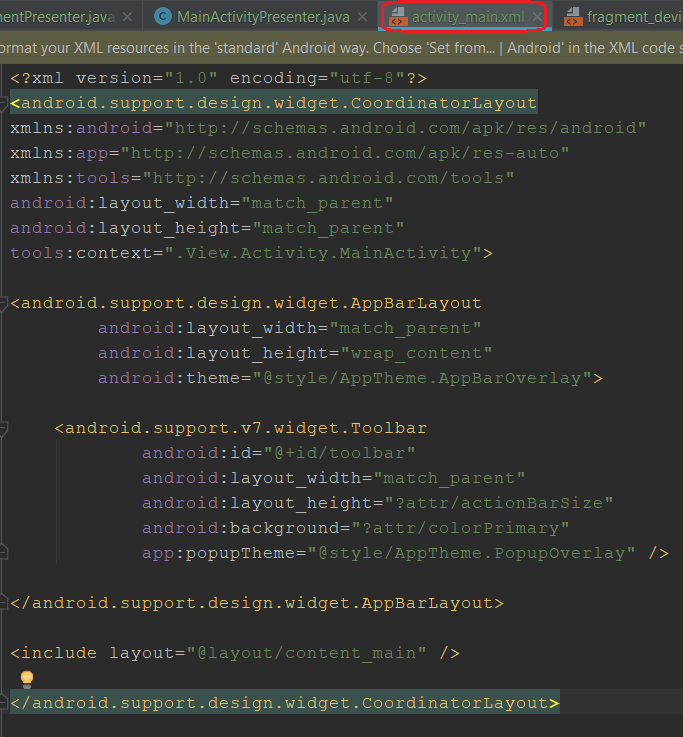 nentPresenter.java MainActivityPresenter.java activity_main.xml fragment_devi
ormat your XML resources in the 'standard' Android way. Choose 'Set from... | Android' in the XML code s
<?xml version="1.0" encoding="utf-8"?>
<android.support.design.widget.CoordinatorLayout
xmlns:android="http://schemas.android.com/apk/res/android"
xmlns:app="http://schemas.android.com/apk/res-auto"
xmlns:tools="http://schemas.android.com/tools"
android:layout_width="match_parent"
android:layout_height="match_parent"
tools:context=".View.Activity.MainActivity">
<android.support.design.widget.AppBarLayout
android:layout_width="match_parent"
android:layout_height="wrap_content"
android:theme="@style/AppTheme.AppBarOverlay">
<android.support.v7.widget.Toolbar
android:id="@+id/toolbar"
android:layout_width="match_parent"
android:layout_height="?attr/actionBarSize"
android:background="?attr/colorPrimary"
app:popupTheme="@style/AppTheme.PopupOverlay" />
</android.support.design.widget.AppBarLayout>
<include layout="@layout/content_main" />
</android.support.design.widget.CoordinatorLayout>